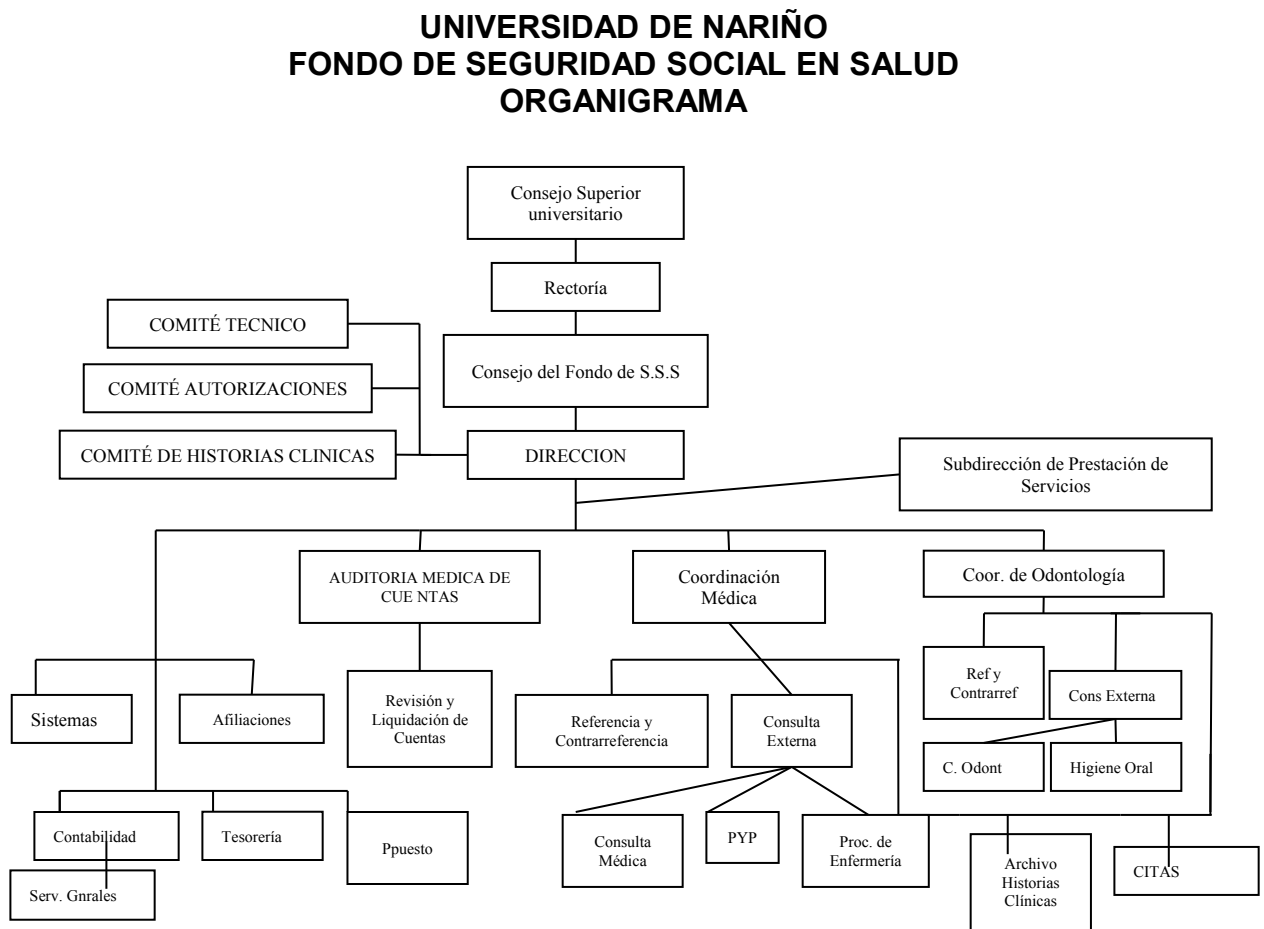 UNIVERSIDAD DE NARIÑO
FONDO DE SEGURIDAD SOCIAL EN SALUD
ORGANIGRAMA
Consejo Superior
universitario
Rectoría
COMITÉ TECNICO
Consejo del Fondo de S.S.S
COMITÉ AUTORIZACIONES
COMITÉ DE HISTORIAS CLINICAS
DIRECCION
Subdirección de Prestación de
Servicios
AUDITORIA MEDICA DE
CUE NTAS
Coordinación
Médica
Coor. de Odontología
Sistemas
Afiliaciones
Revisión y
Liquidación de
Cuentas
Referencia y
Contrarreferencia
Consulta
Externa
Ref y
Contrarref
Cons Externa
C. Odont
Higiene Oral
Contabilidad
Tesorería
Ppuesto
Consulta
Médica
PYP
Proc. de
Enfermería
Archivo
Historias
Clínicas
CITAS
Serv. Gnrales